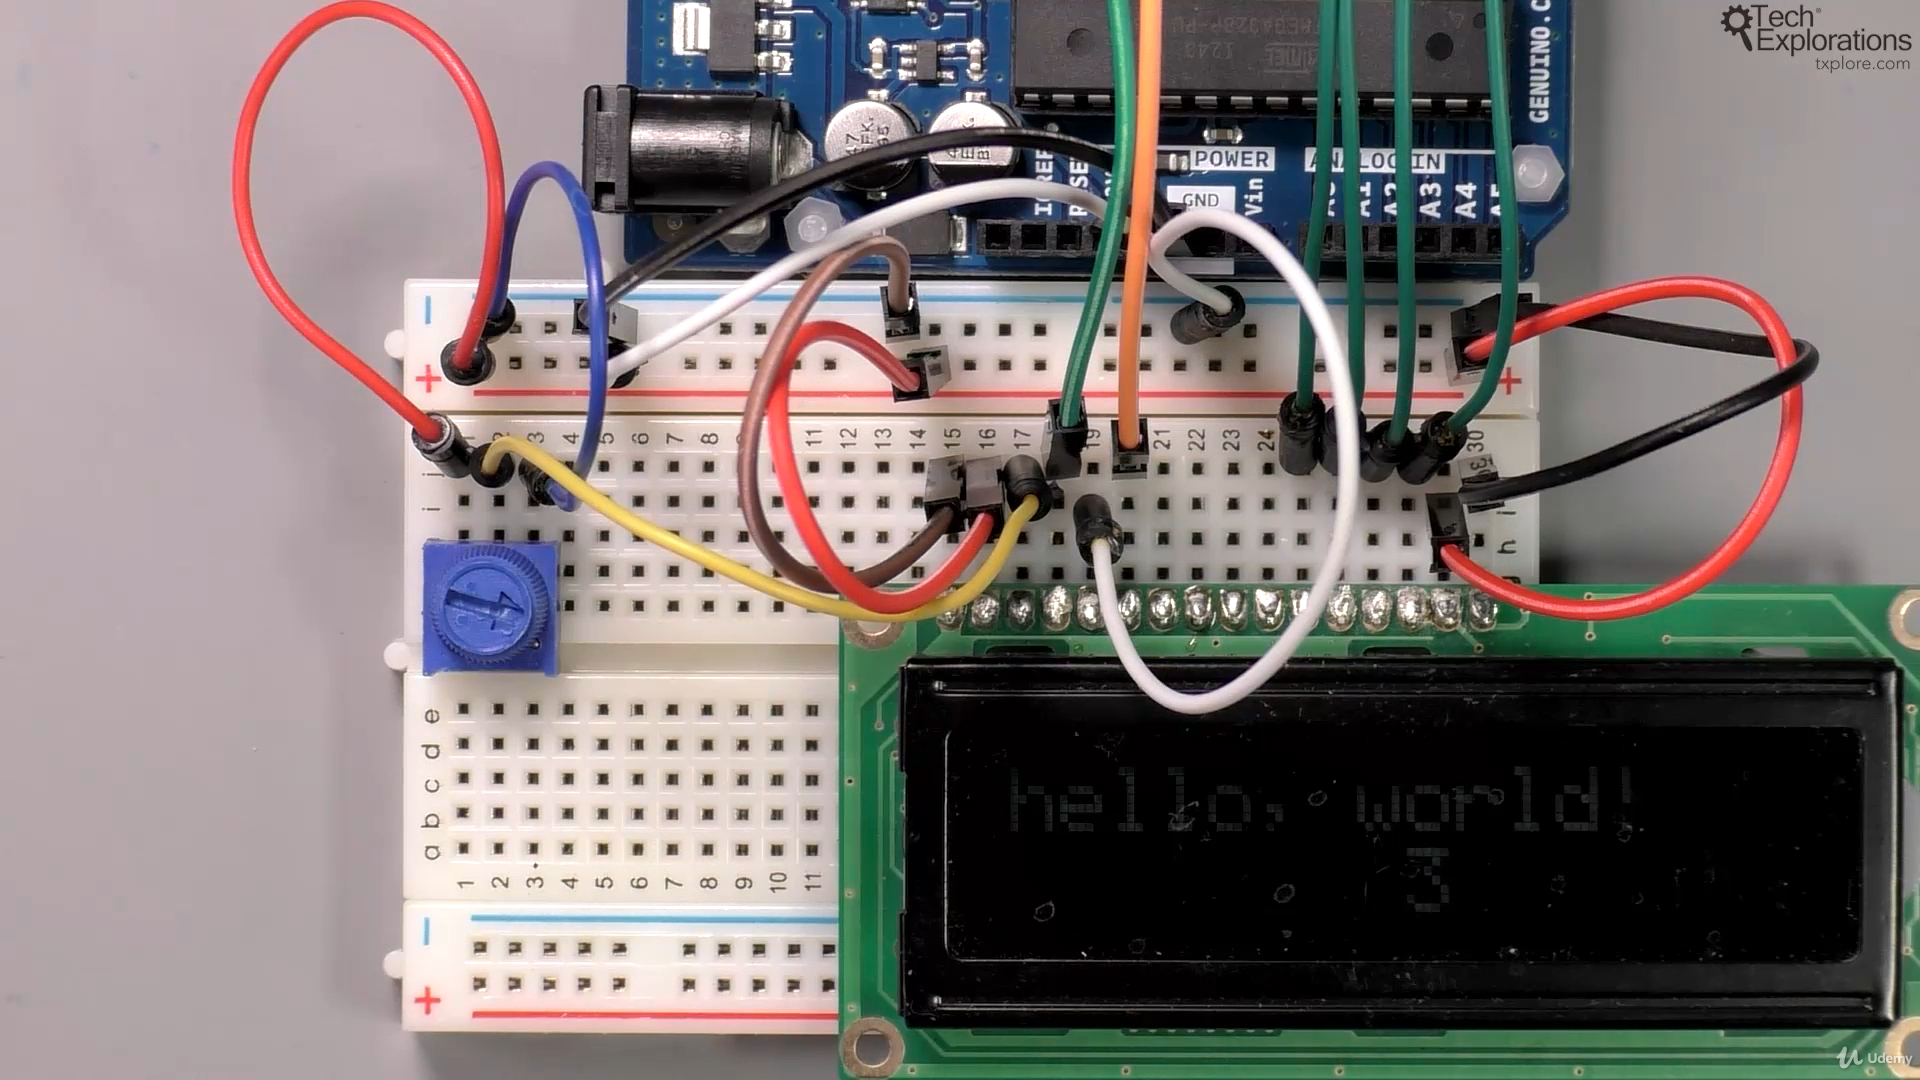 Tech
Explorations
txplore.com
GENUINO
POWER
ANALOG IN
GND
Vin
A0
A1
A2
A3
A4
A5
1 2 3 4 5 6 7 8 9 11 12 13 14 15 16 17 19 21 22 23 24 30
j
i
h
hello, world!
3
e
d
c
b
a
1 2 3 4 5 6 7 8 9 10 11
Udemy